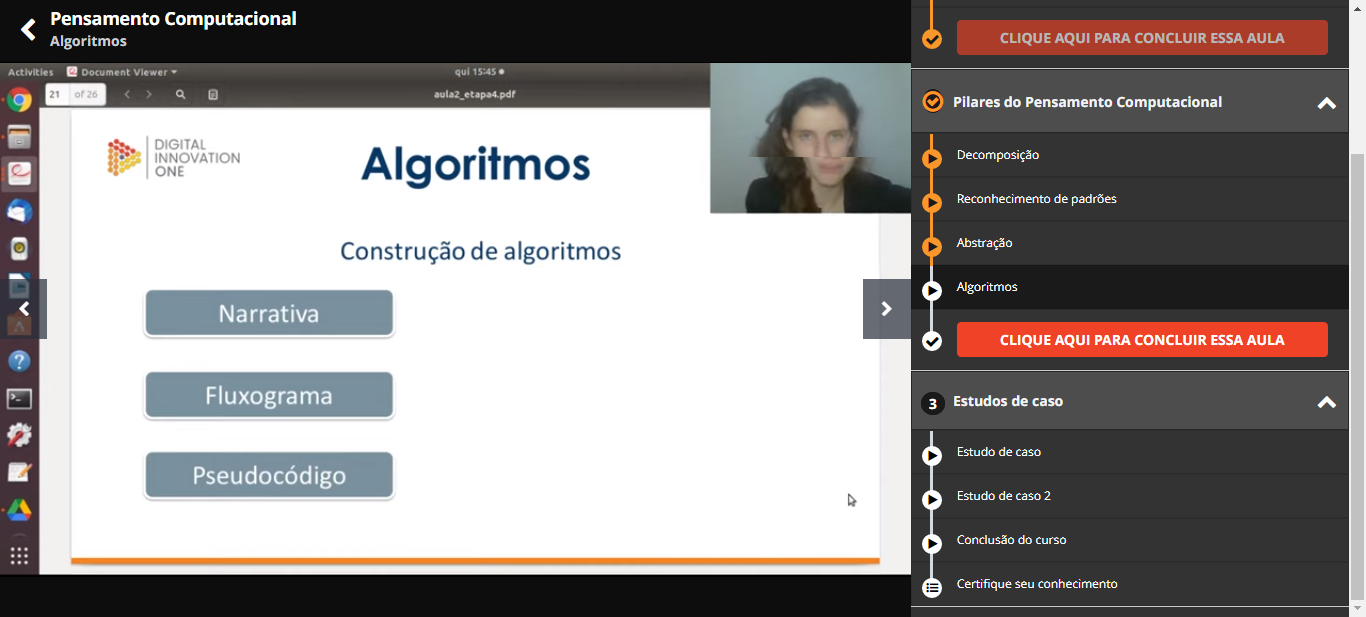 Pensamento Computacional
Algoritmos
Activities
Document Viewer
qui 15:45
21 of 26
aula2_etapa4.pdf
DIGITAL
INNOVATION
ONE
Algoritmos
Construção de algoritmos
Narrativa
Fluxograma
Pseudocódigo
CLIQUE AQUI PARA CONCLUIR ESSA AULA
Pilares do Pensamento Computacional
Decomposição
Reconhecimento de padrões
Abstração
Algoritmos
CLIQUE AQUI PARA CONCLUIR ESSA AULA
3 Estudos de caso
Estudo de caso
Estudo de caso 2
Conclusão do curso
Certifique seu conhecimento